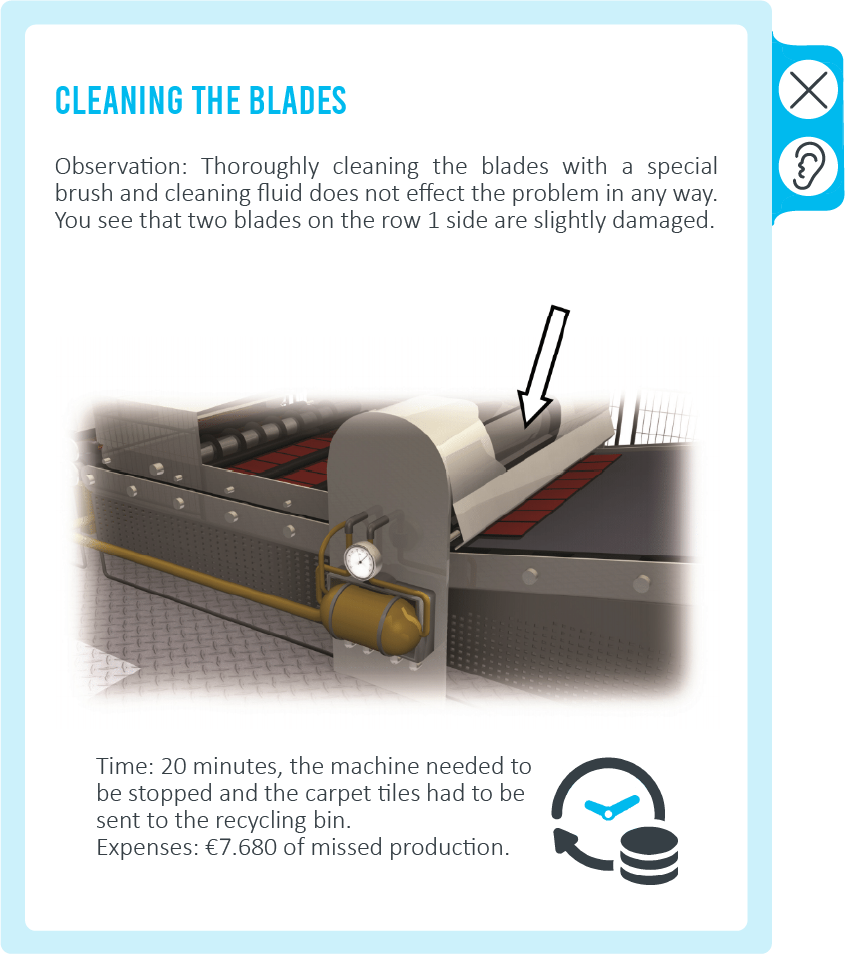 CLEANING THE BLADES
Observation: Thoroughly cleaning the blades with a special
brush and cleaning fluid does not effect the problem in any way.
You see that two blades on the row 1 side are slightly damaged.
Time: 20 minutes, the machine needed to
be stopped and the carpet tiles had to be
sent to the recycling bin.
Expenses: €7.680 of missed production.